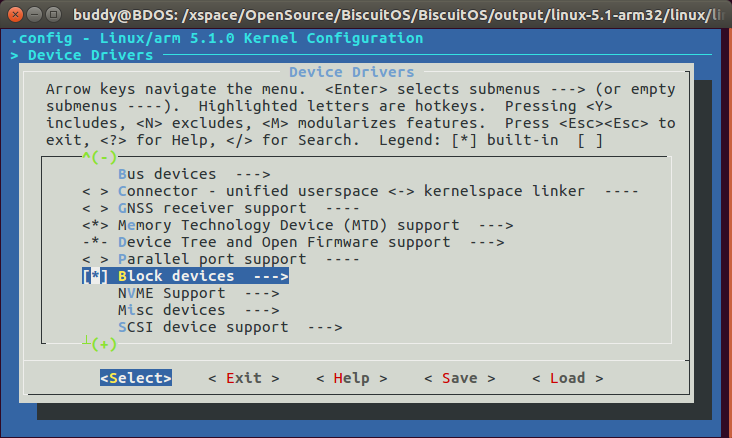 buddy@BDOS: /xspace/OpenSource/BiscuitOS/BiscuitOS/output/linux-5.1-arm32/linux/lin
.config - Linux/arm 5.1.0 Kernel Configuration
> Device Drivers
Device Drivers
Arrow keys navigate the menu. <Enter> selects submenus ---> (or empty
submenus ----). Highlighted letters are hotkeys. Pressing <Y>
includes, <N> excludes, <M> modularizes features. Press <Esc><Esc> to
exit, <?> for Help, </> for Search. Legend: [*] built-in [ ]
^(-)
Bus devices --->
< > Connector - unified userspace <-> kernelspace linker ----
< > GNSS receiver support ----
<*> Memory Technology Device (MTD) support --->
-*- Device Tree and Open Firmware support --->
< > Parallel port support ----
[*] Block devices --->
NVME Support --->
Misc devices --->
SCSI device support --->
┴(+)
<Select> < Exit > < Help > < Save > < Load >